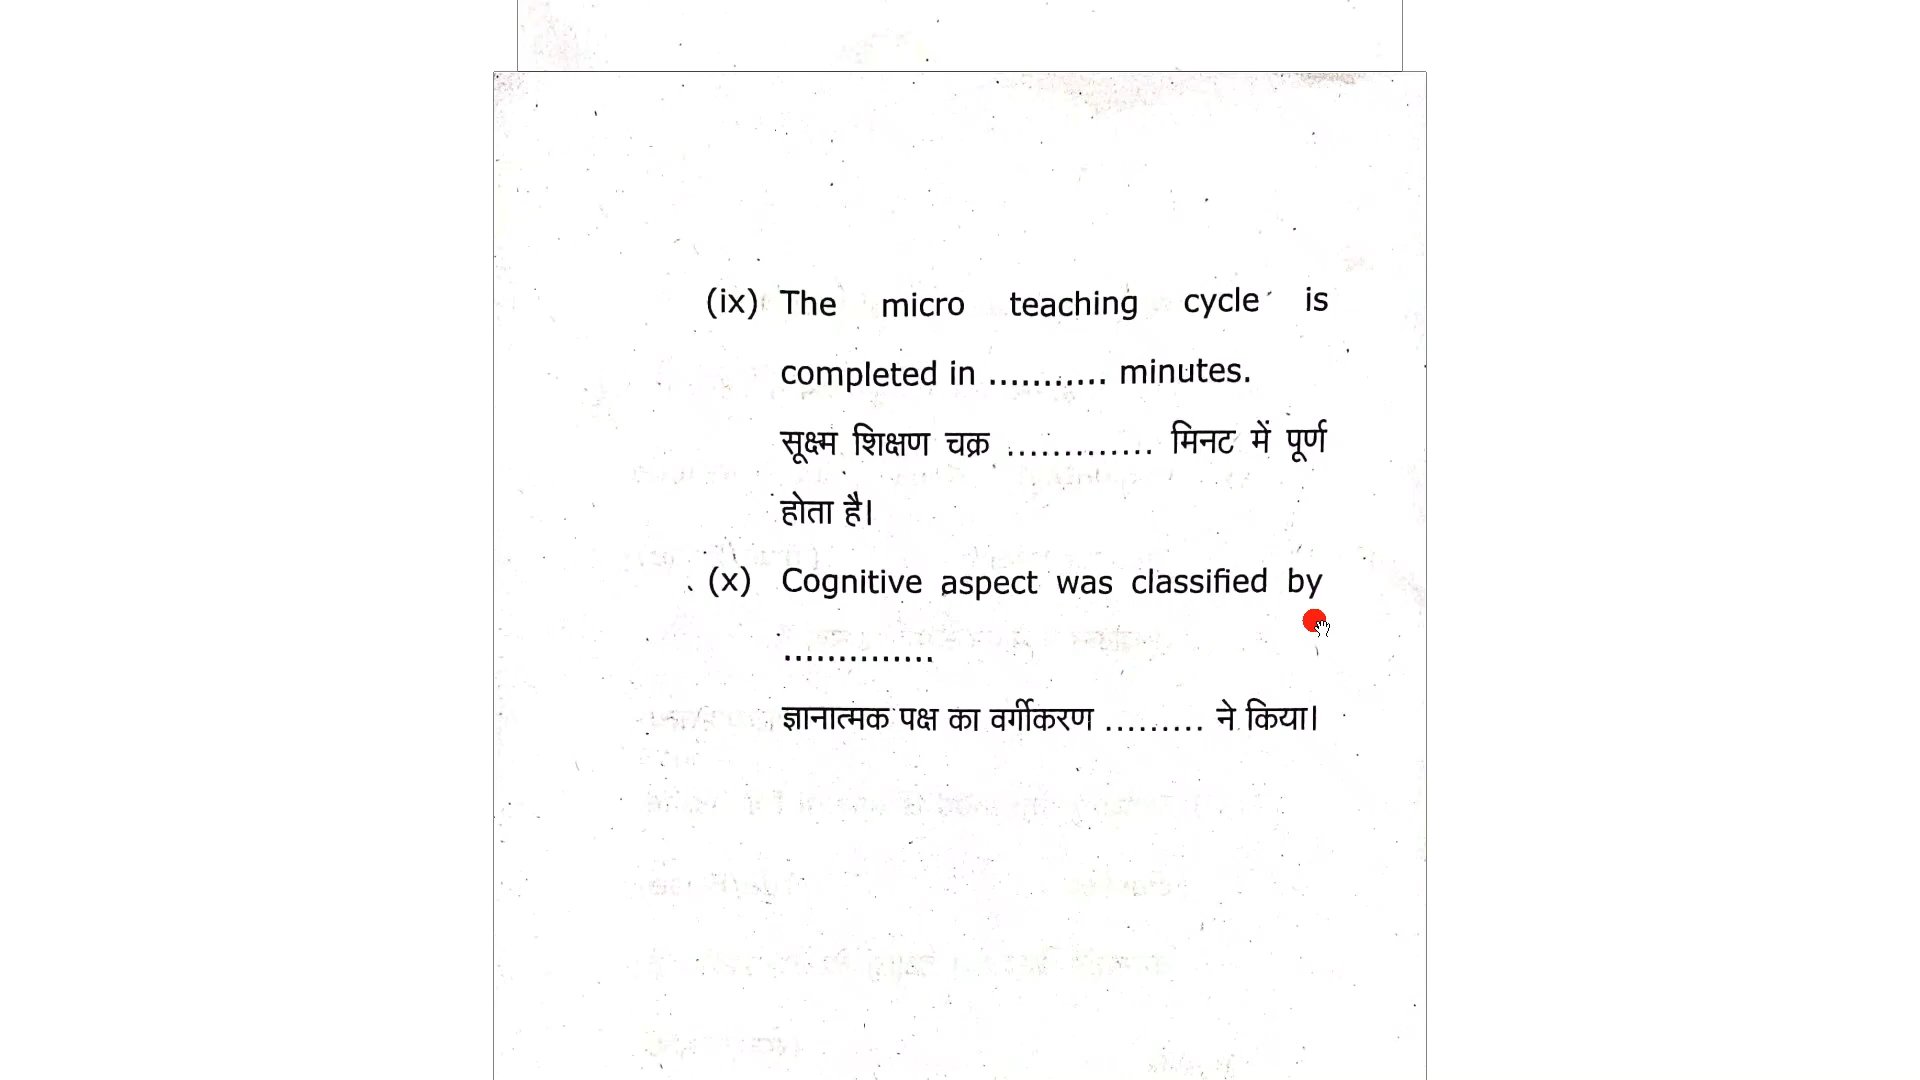 (ix) The micro teaching cycle is
completed in ........... minutes.
सूक्ष्म शिक्षण चक्र ............. मिनट में पूर्ण
होता है।
(x) Cognitive aspect was classified by
..............
ज्ञानात्मक पक्ष का वर्गीकरण ......... ने किया।